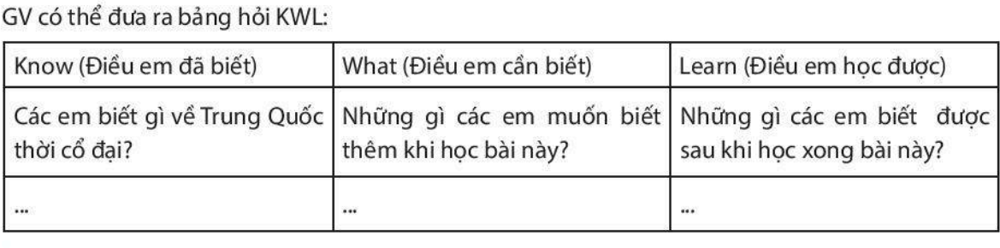 GV có thể đưa ra bảng hỏi KWL:
Know (Điều em đã biết)
What (Điều em cần biết)
Learn (Điều em học được)
Các em biết gì về Trung Quốc
thời cổ đại?
Những gì các em muốn biết
thêm khi học bài này?
Những gì các em biết được
sau khi học xong bài này?
...
...
...